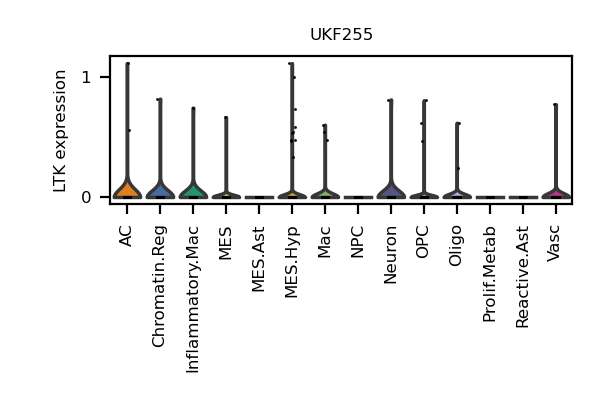 UKF255
LTK expression
1
0
AC
Chromatin.Reg
Inflammatory.Mac
MES
MES.Ast
MES.Hyp
Mac
NPC
Neuron
OPC
Oligo
Prolif.Metab
Reactive.Ast
Vasc